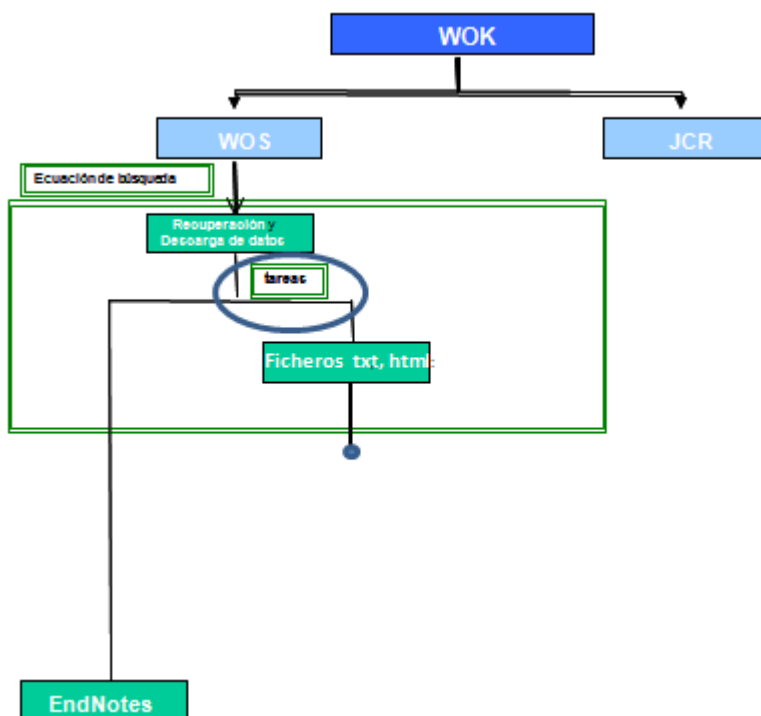 WOK
WOS
JCR
Ecuación de búsqueda
Recuperación y
Descarga de datos
tareas
Ficheros txt, html
EndNotes